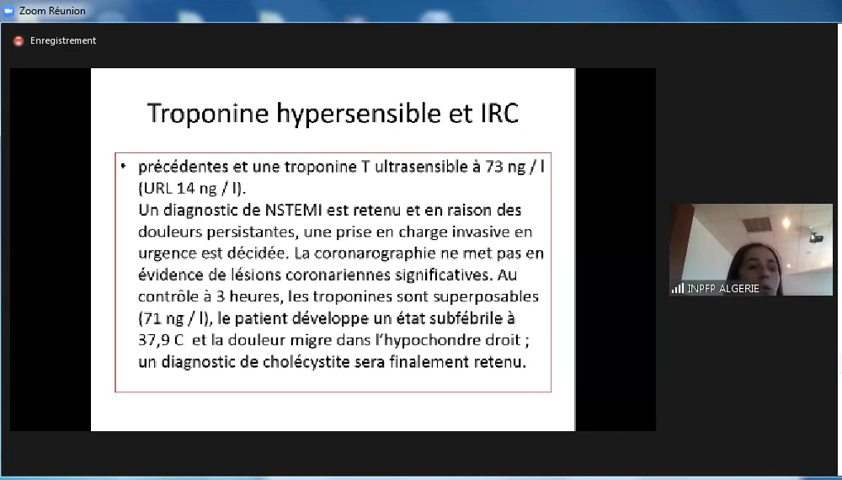 Zoom Réunion
Enregistrement
Troponine hypersensible et IRC
• précédentes et une troponine T ultrasensible à 73 ng / l
(URL 14 ng / l).
Un diagnostic de NSTEMI est retenu et en raison des
douleurs persistantes, une prise en charge invasive en
urgence est décidée. La coronarographie ne met pas en
évidence de lésions coronariennes significatives. Au
contrôle à 3 heures, les troponines sont superposables
(71 ng / l), le patient développe un état subfébrile à
37,9 C et la douleur migre dans l'hypochondre droit ;
un diagnostic de cholécystite sera finalement retenu.
INPFP ALGERIE